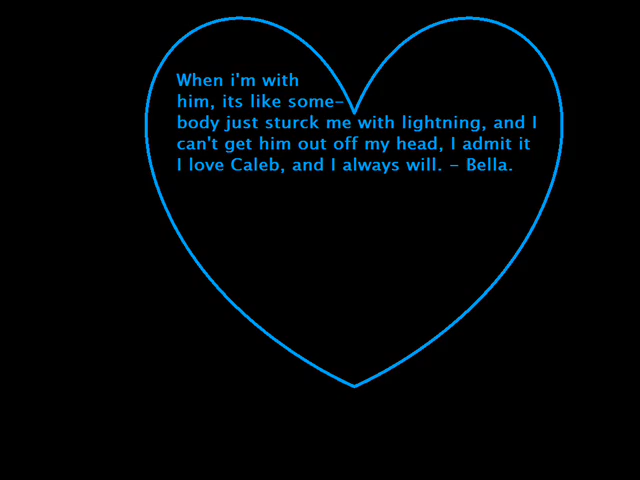 When i'm with
him, its like some-
body just sturck me with lightning, and I
can't get him out off my head, I admit it
I love Caleb, and I always will. - Bella.